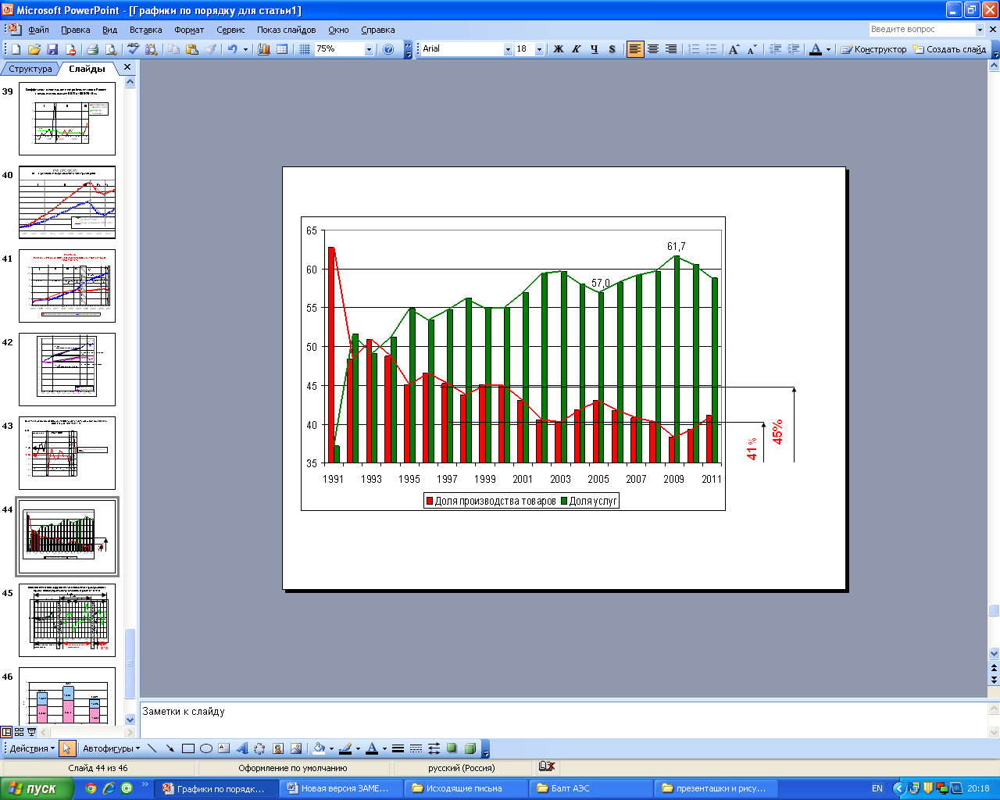 Microsoft PowerPoint - [Графики по порядку для статьи1]
Файл Правка Вид Вставка Формат Сервис Показ слайдов Окно Справка Введите вопрос
75% Arial 18 Ж К Ч S Конструктор Создать слайд
Структура Слайды
39
40
41
42
43
44
45
46
65
60
55
50
45
40
35
61,7
57,0
1991 1993 1995 1997 1999 2001 2003 2005 2007 2009 2011
Доля производства товаров Доля услуг
41%
45%
Заметки к слайду
Действия Автофигуры
Слайд 44 из 46 Оформление по умолчанию русский (Россия)
пуск Графики по порядк... Новая версия ЗАМЕ... Исходящие письма Балт АЭС презенташки и рису... EN 20:18